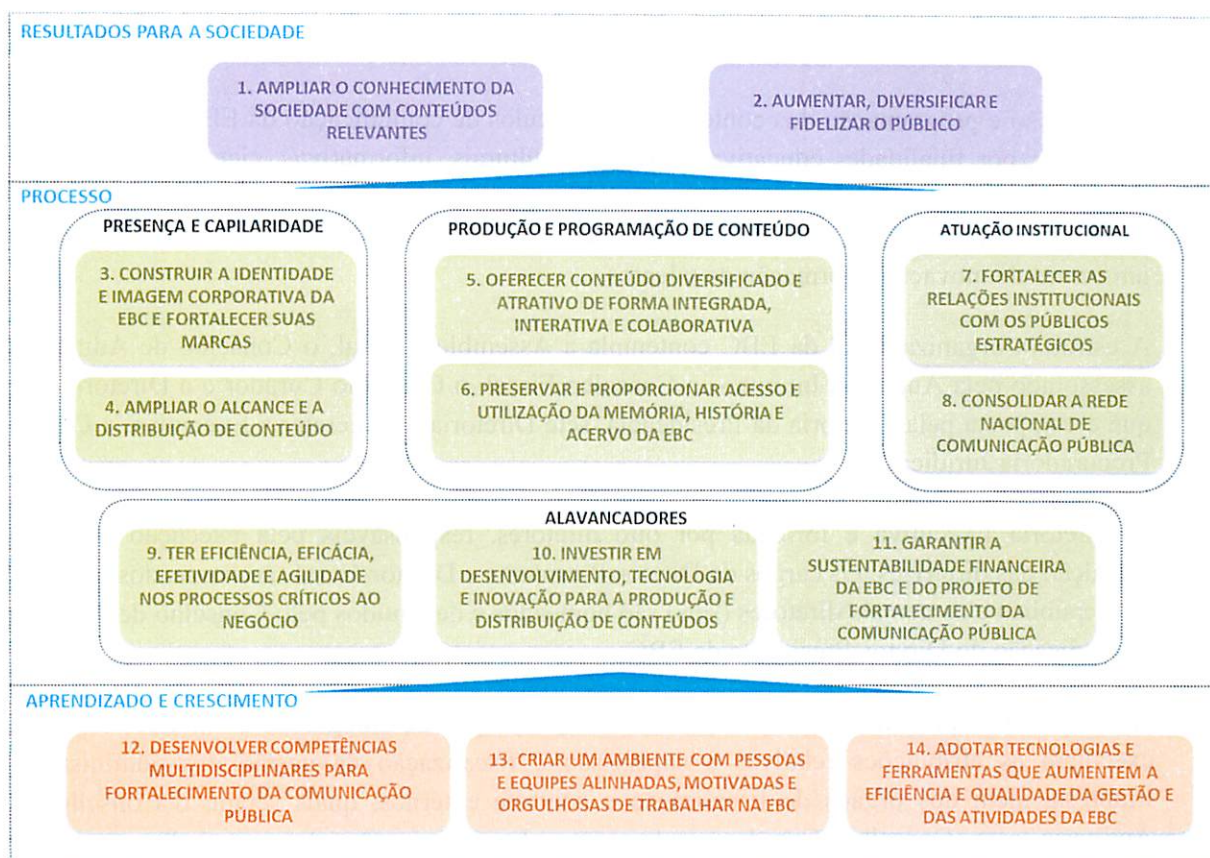 RESULTADOS PARA A SOCIEDADE
1. AMPLIAR O CONHECIMENTO DA
SOCIEDADE COM CONTEÚDOS
RELEVANTES
2. AUMENTAR, DIVERSIFICAR E
FIDELIZAR O PÚBLICO
PROCESSO
PRESENÇA E CAPILARIDADE
3. CONSTRUIR A IDENTIDADE
E IMAGEM CORPORATIVA DA
EBC E FORTALECER SUAS
MARCAS
4. AMPLIAR O ALCANCE E A
DISTRIBUIÇÃO DE CONTEÚDO
PRODUÇÃO E PROGRAMAÇÃO DE CONTEÚDO
5. OFERECER CONTEÚDO DIVERSIFICADO E
ATRATIVO DE FORMA INTEGRADA,
INTERATIVA E COLABORATIVA
6. PRESERVAR E PROPORCIONAR ACESSO E
UTILIZAÇÃO DA MEMÓRIA, HISTÓRIA E
ACERVO DA EBC
ATUAÇÃO INSTITUCIONAL
7. FORTALECER AS
RELAÇÕES INSTITUCIONAIS
COM OS PÚBLICOS
ESTRATÉGICOS
8. CONSOLIDAR A REDE
NACIONAL DE
COMUNICAÇÃO PÚBLICA
ALAVANCADORES
9. TER EFICIÊNCIA, EFICÁCIA,
EFETIVIDADE E AGILIDADE
NOS PROCESSOS CRÍTICOS AO
NEGÓCIO
10. INVESTIR EM
DESENVOLVIMENTO, TECNOLOGIA
E INOVAÇÃO PARA A PRODUÇÃO E
DISTRIBUIÇÃO DE CONTEÚDOS
11. GARANTIR A
SUSTENTABILIDADE FINANCEIRA
DA EBC E DO PROJETO DE
FORTALECIMENTO DA
COMUNICAÇÃO PÚBLICA
APRENDIZADO E CRESCIMENTO
12. DESENVOLVER COMPETÊNCIAS
MULTIDISCIPLINARES PARA
FORTALECIMENTO DA COMUNICAÇÃO
PÚBLICA
13. CRIAR UM AMBIENTE COM PESSOAS
E EQUIPES ALINHADAS, MOTIVADAS E
ORGULHOSAS DE TRABALHAR NA EBC
14. ADOTAR TECNOLOGIAS E
FERRAMENTAS QUE AUMENTEM A
EFICIÊNCIA E QUALIDADE DA GESTÃO E
DAS ATIVIDADES DA EBC